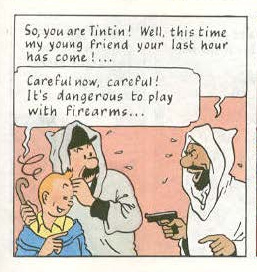 So, you are Tintin! Well, this time
my young friend your last hour
has come!...
Careful now, careful!
It's dangerous to play
with firearms...